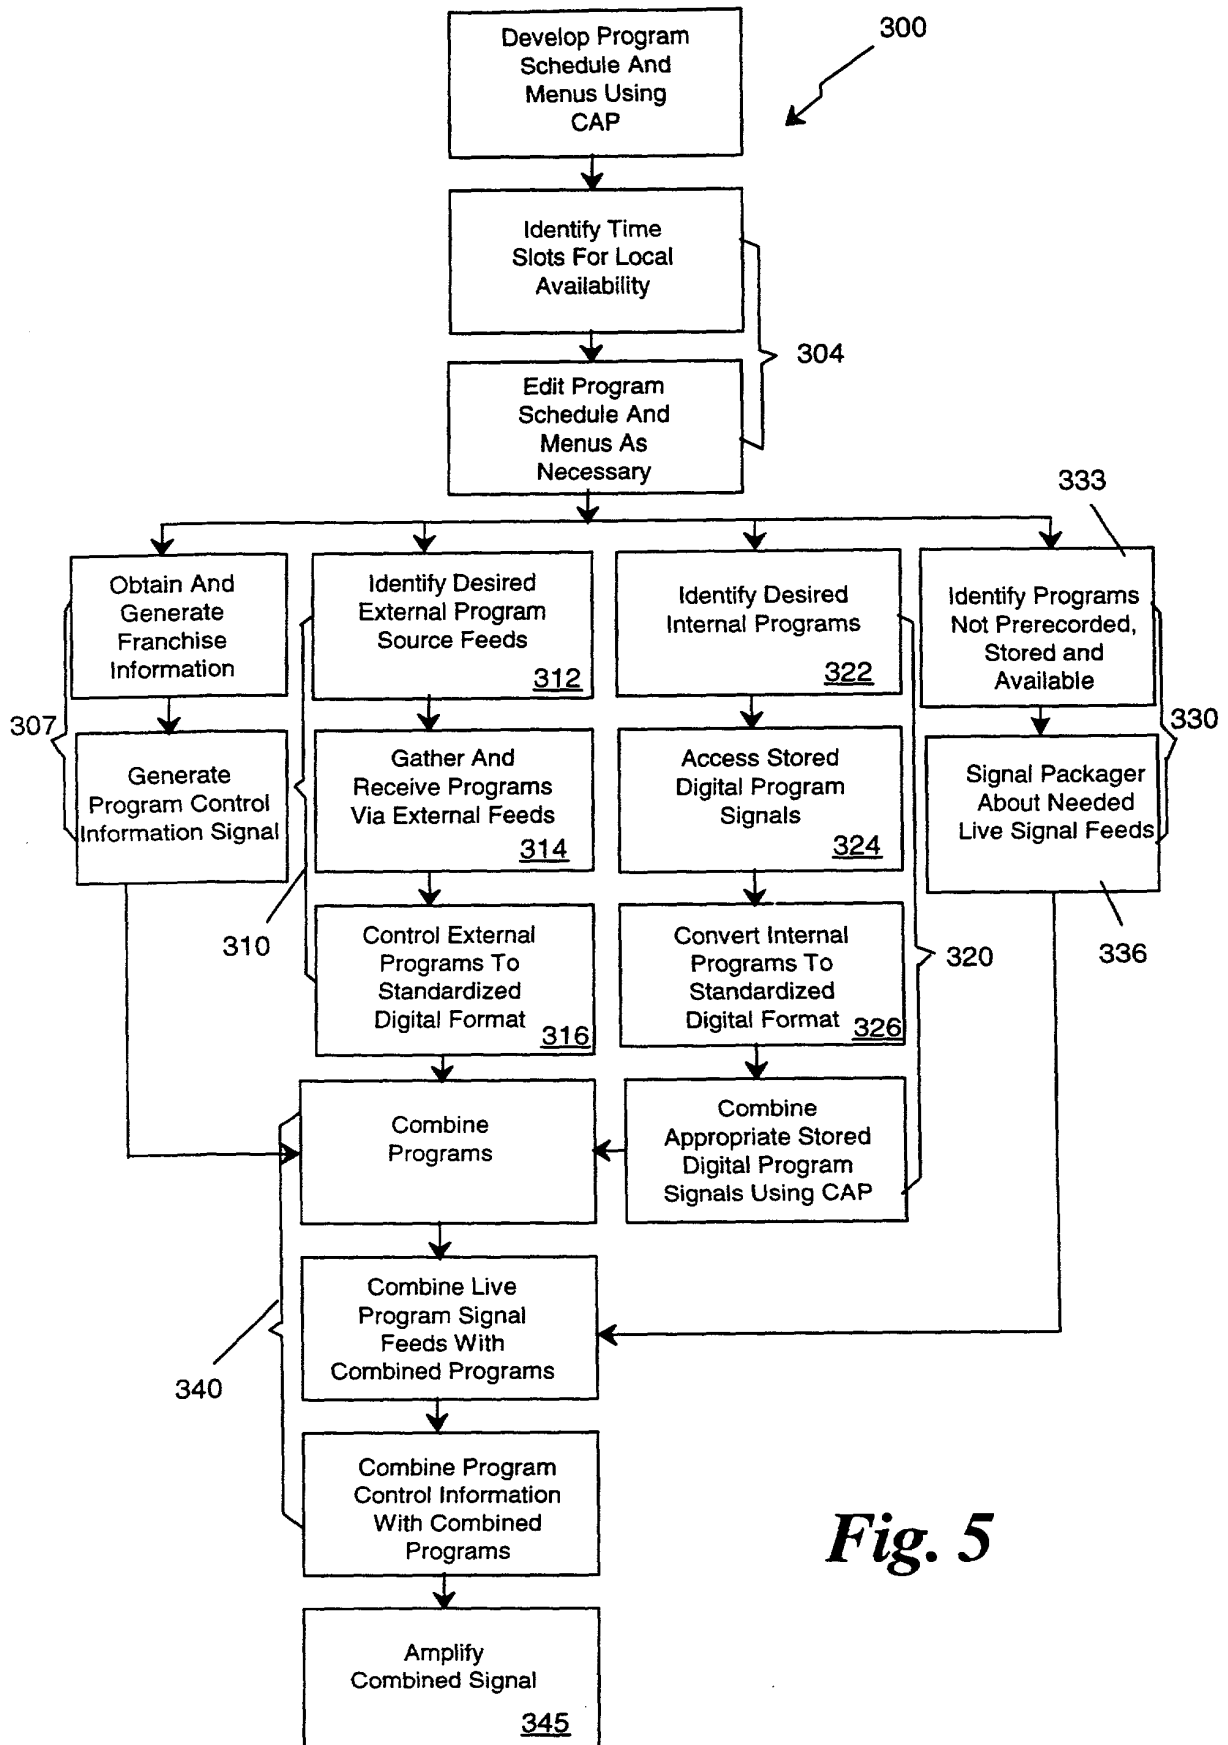 Develop Program
Schedule And
Menus Using
CAP
300
Identify Time
Slots For Local
Availability
304
Edit Program
Schedule And
Menus As
Necessary
333
Obtain And
Generate
Franchise
Information
Identify Desired
External Program
Source Feeds
312
Identify Desired
Internal Programs
322
Identify Programs
Not Prerecorded,
Stored and
Available
307
330
Generate
Program Control
Information Signal
Gather And
Receive Programs
Via External Feeds
314
Access Stored
Digital Program
Signals
324
Signal Packager
About Needed
Live Signal Feeds
310
Control External
Programs To
Standardized
Digital Format
316
Convert Internal
Programs To
Standardized
Digital Format
326
320
336
Combine
Programs
Combine
Appropriate Stored
Digital Program
Signals Using CAP
Combine Live
Program Signal
Feeds With
Combined Programs
340
Combine Program
Control Information
With Combined
Programs
Fig. 5
Amplify
Combined Signal
345